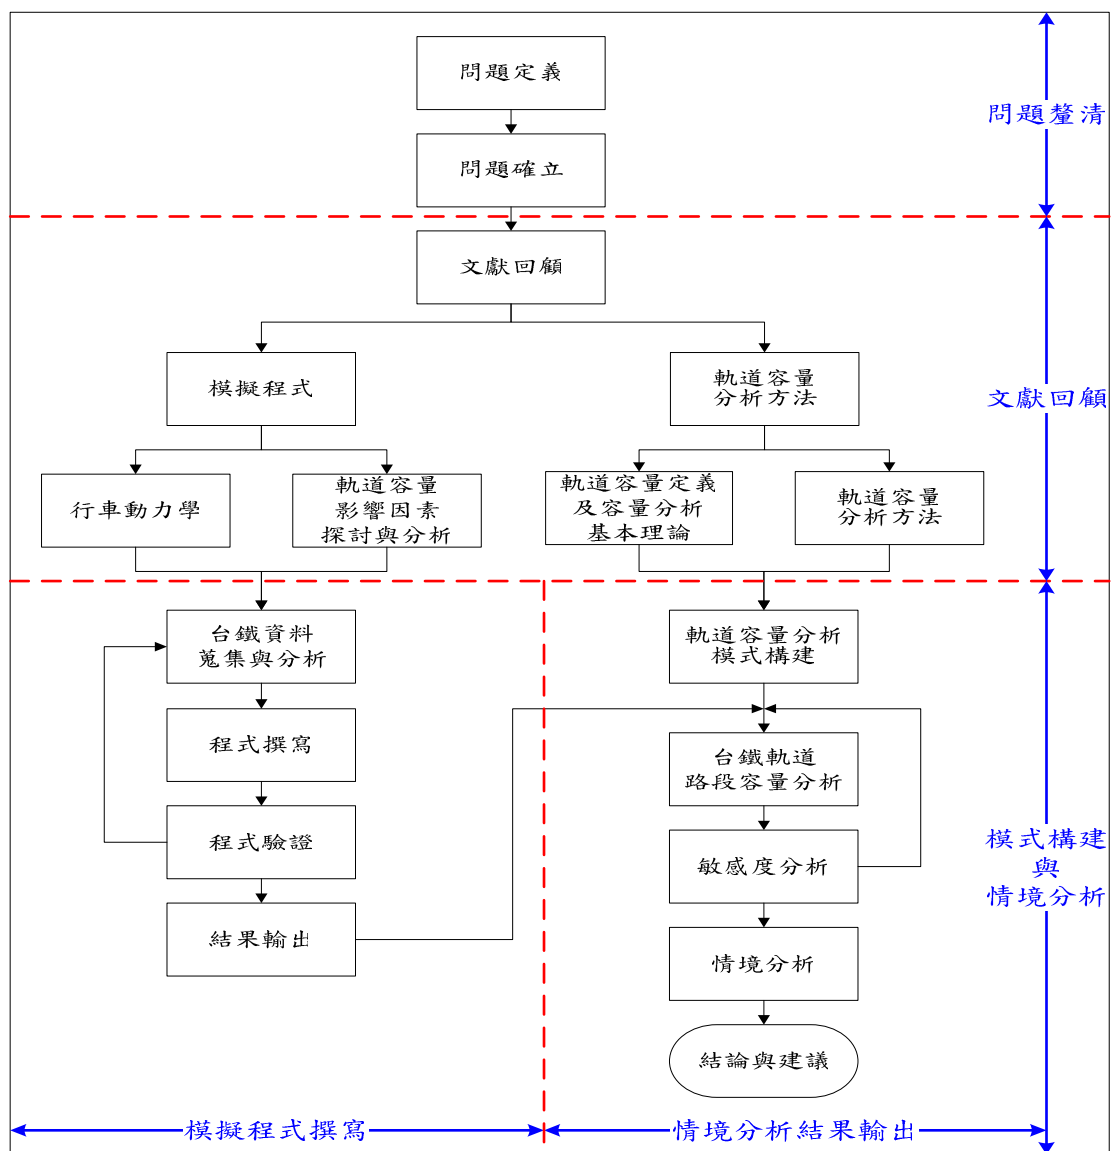 問題定義
問題釐清
問題確立
文獻回顧
模擬程式
軌道容量
分析方法
文獻回顧
行車動力學
軌道容量
影響因素
探討與分析
軌道容量定義
及容量分析
基本理論
軌道容量
分析方法
台鐵資料
蒐集與分析
程式撰寫
程式驗證
結果輸出
軌道容量分析
模式構建
台鐵軌道
路段容量分析
敏感度分析
情境分析
結論與建議
模式構建
與
情境分析
模擬程式撰寫
情境分析結果輸出